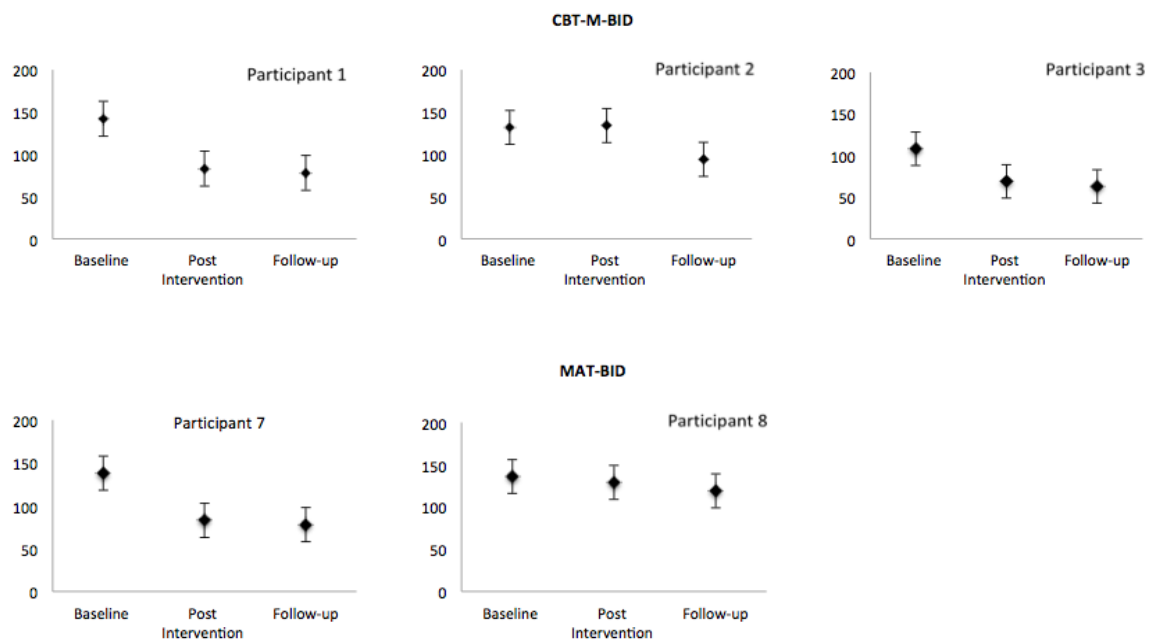 CBT-M-BID
Participant 1
200
150
100
50
0
Baseline
Post
Intervention
Follow-up
Participant 2
200
150
100
50
0
Baseline
Post
Intervention
Follow-up
Participant 3
200
150
100
50
0
Baseline
Post
Intervention
Follow-up
MAT-BID
Participant 7
200
150
100
50
0
Baseline
Post
Intervention
Follow-up
Participant 8
200
150
100
50
0
Baseline
Post
Intervention
Follow-up